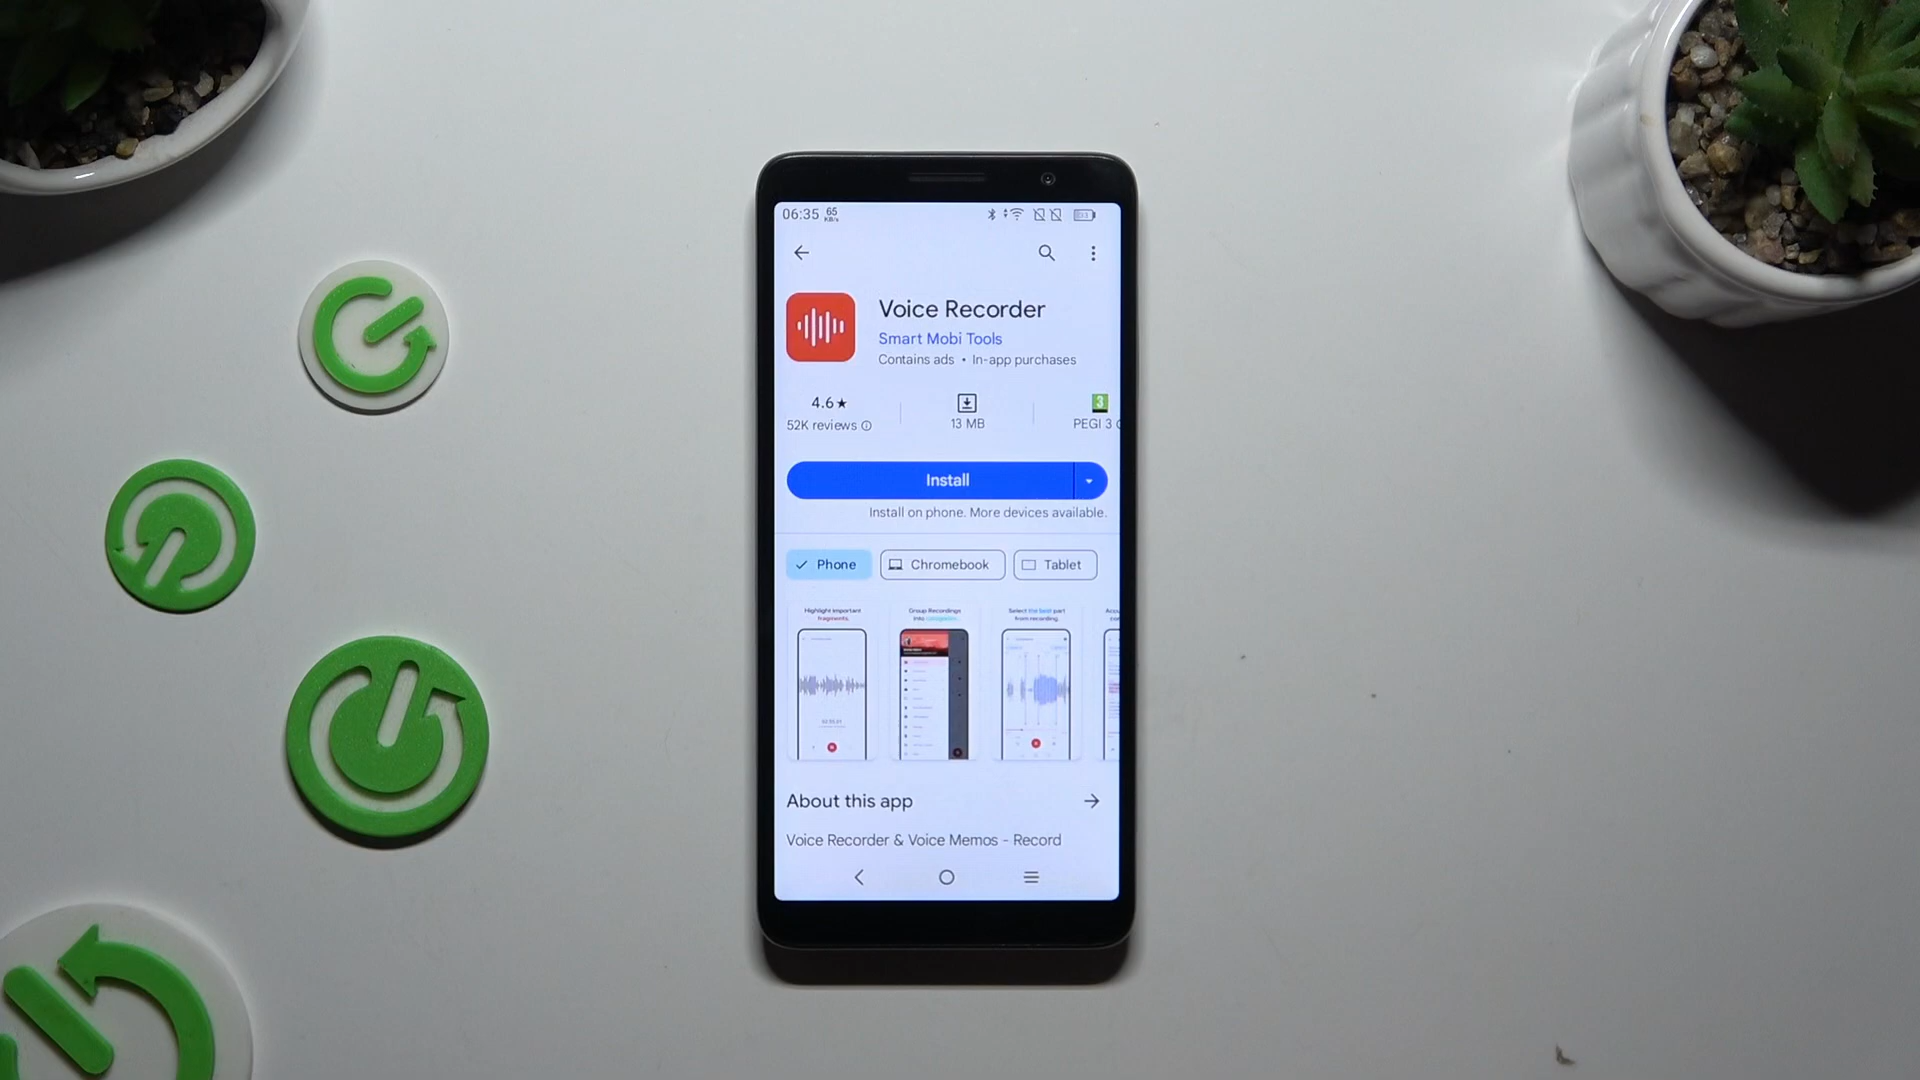 06:35 65 KB/s
Voice Recorder
Smart Mobi Tools
Contains ads • In-app purchases
4.6★
52K reviews
13 MB
3
PEGI 3
Install
Install on phone. More devices available.
Phone
Chromebook
Tablet
Highlight important
fragments.
Group Recordings
into categories.
Select the best part
from recording.
About this app
Voice Recorder & Voice Memos - Record